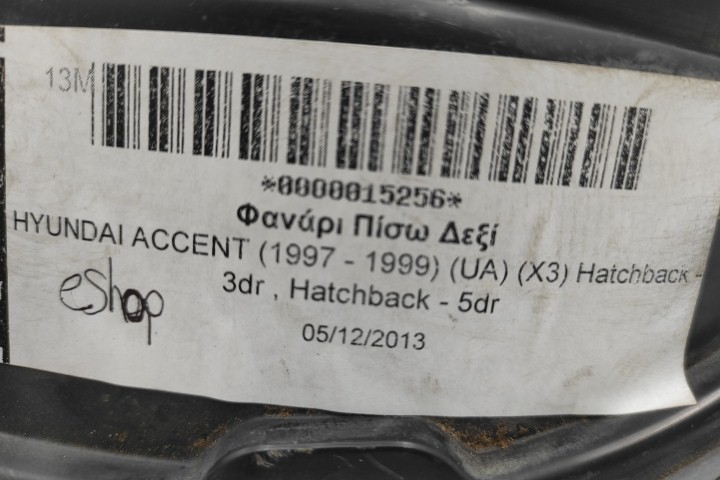 13M
*0000015256*
Φανάρι Πίσω Δεξί
HYUNDAI ACCENT (1997 - 1999) (UA) (X3) Hatchback -
3dr , Hatchback - 5dr
eShop
05/12/2013